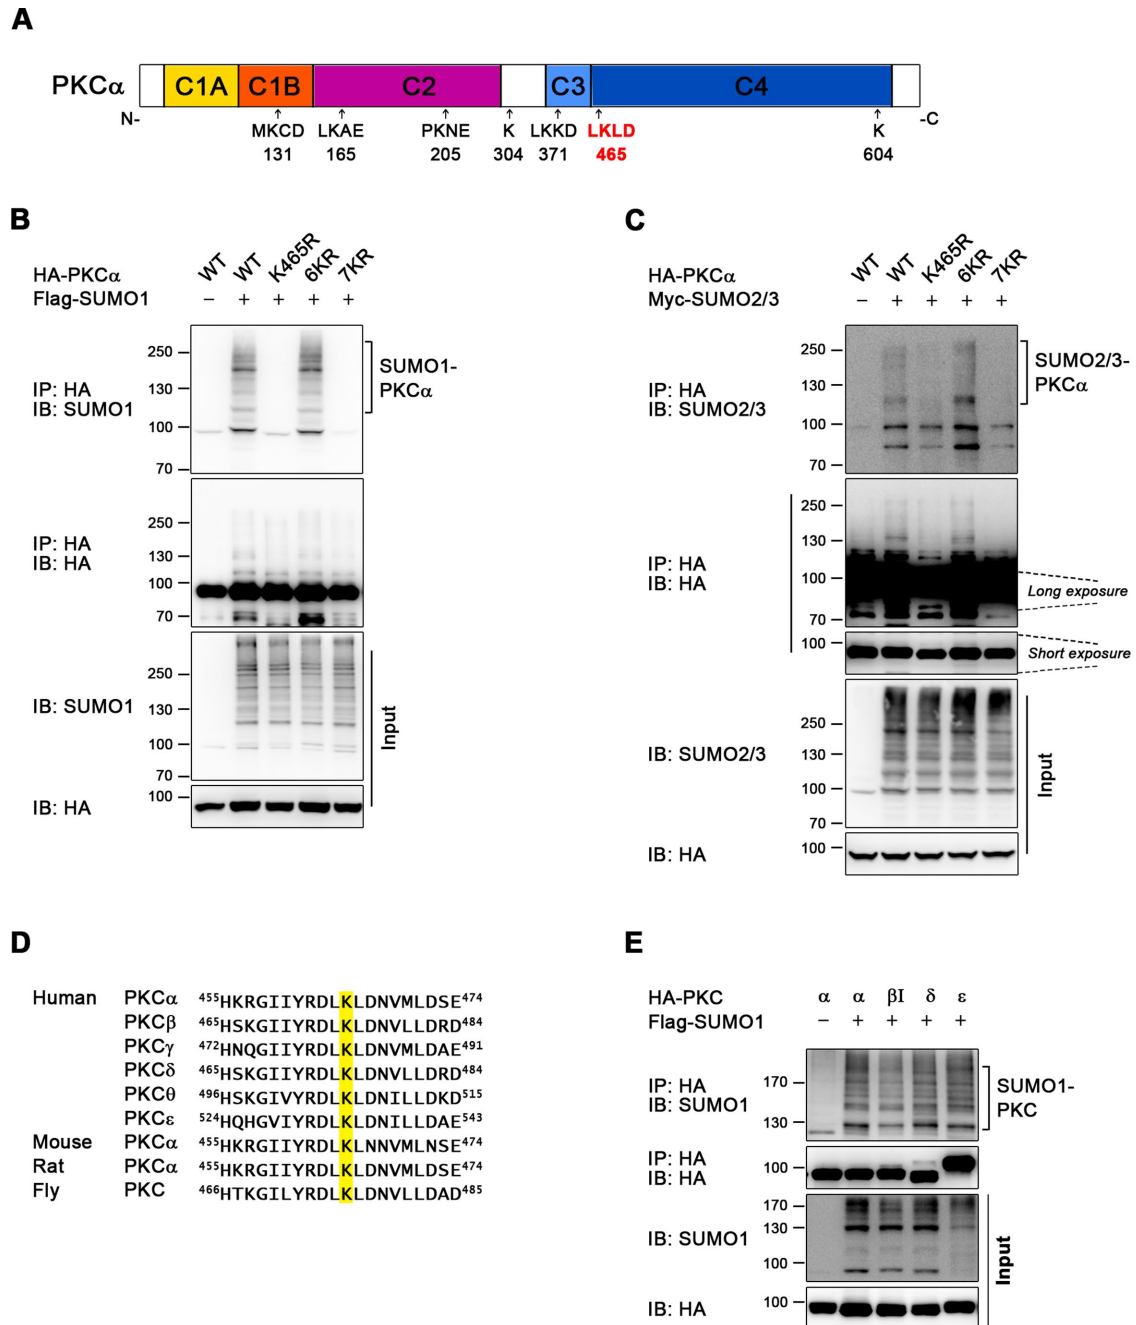 A
PKCα
C1A C1B C2 C3 C4
N- -C
MKCD LKAE PKNE K LKKD LKLD K
131 165 205 304 371 465 604
B
HA-PKCα WT WT K465R 6KR 7KR
Flag-SUMO1 − + + + +
IP: HA
IB: SUMO1
250
130
100
70
SUMO1-
PKCα
IP: HA
IB: HA
250
130
100
70
IB: SUMO1
250
130
100
70
IB: HA
100
Input
C
HA-PKCα WT WT K465R 6KR 7KR
Myc-SUMO2/3 − + + + +
IP: HA
IB: SUMO2/3
250
130
100
70
SUMO2/3-
PKCα
IP: HA
IB: HA
250
130
100
70
Long exposure
100
Short exposure
IB: SUMO2/3
250
130
100
70
IB: HA
100
Input
D
Human PKCα 455HKRGIIYRDLKLDNVMLDSE474
PKCβ 465HSKGIIYRDLKLDNVLLDRD484
PKCγ 472HNQGIIYRDLKLDNVMLDAE491
PKCδ 465HSKGIIYRDLKLDNVLLDRD484
PKCθ 496HSKGIVYRDLKLDNILLDKD515
PKCε 524HQHGVIYRDLKLDNILLDAE543
Mouse PKCα 455HKRGIIYRDLKLNNVMLNSE474
Rat PKCα 455HKRGIIYRDLKLDNVMLDSE474
Fly PKC 466HTKGILYRDLKLDNVLLDAD485
E
HA-PKC α α βI δ ε
Flag-SUMO1 − + + + +
IP: HA
IB: SUMO1
170
130
SUMO1-
PKC
IP: HA
IB: HA
100
IB: SUMO1
170
130
100
IB: HA
100
Input